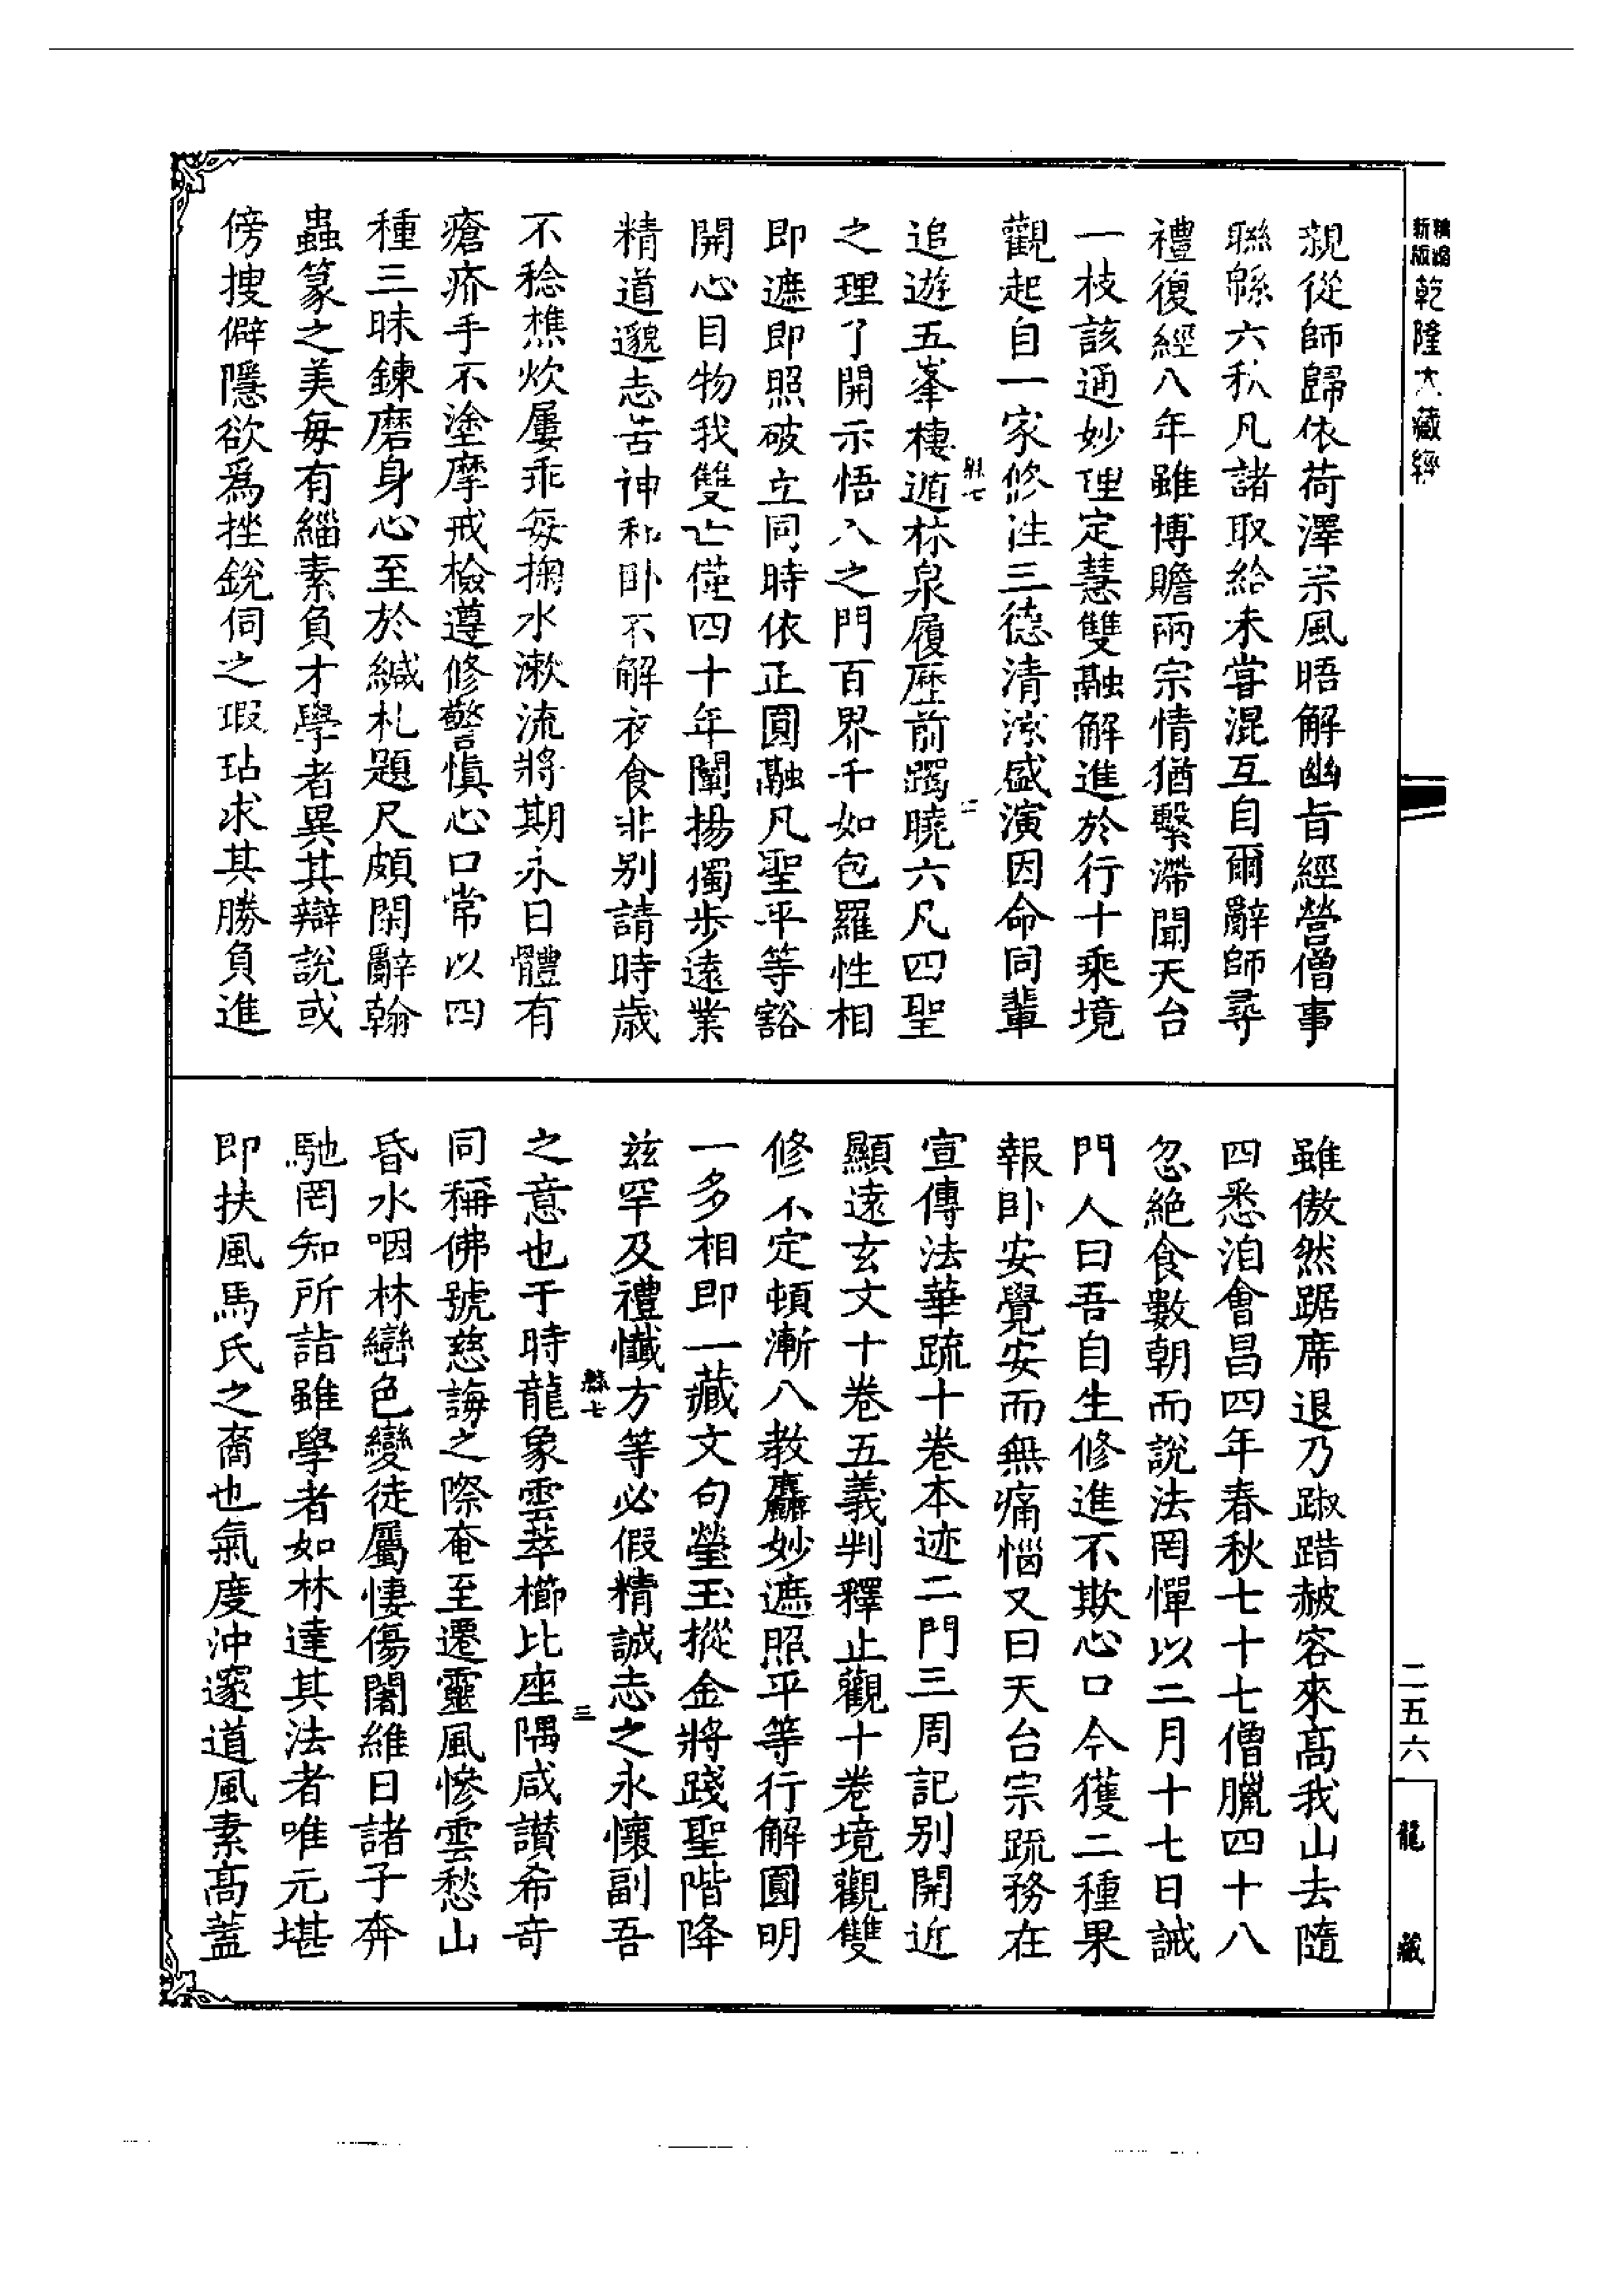 精編新版乾隆大藏經
親從師歸依荷澤宗風晤解幽旨經營僧事
聯緜六秋凡諸取給未甞混互自爾辭師尋
禮復經八年雖博贍兩宗情猶繫滯聞天台
一枝該通妙理定慧雙融解進於行十乘境
觀起自一家修性三德清涼盛演因命同輩
縣七
二
追遊五峯棲遁林泉履歷前躅曉六凡四聖
之理了開示悟入之門百界千如包羅性相
即遮即照破立同時依正圓融凡聖平等豁
開心目物我雙亡僅四十年闡揚獨步遠業
精道邈志苦神和卧不解衣食非別請時歲
不稔樵炊屢乖每掬水漱流將期永日體有
瘡疥手不塗摩戒檢遵修警慎心口常以四
種三昧鍊磨身心至於緘札題尺頗閑辭翰
蟲篆之美每有緇素負才學者異其辯說或
傍搜僻隱欲為挫銳伺之瑕玷求其勝負進
雖傲然踞席退乃踧踖赧容來高我山去隨
四悉洎會昌四年春秋七十七僧臘四十八
忽絕食數朝而說法罔憚以二月十七日誡
門人曰吾自生修進不欺心口今獲二種果
報卧安覺安而無痛惱又曰天台宗疏務在
宣傳法華疏十卷本迹二門三周記別開近
顯遠玄文十卷五義判釋止觀十卷境觀雙
修不定頓漸八教麤妙遮照平等行解圓明
一多相即一藏文句瑩玉摐金將踐聖階降
茲罕及禮懺方等必假精誠志之永懷副吾
縣七
三
之意也于時龍象雲萃櫛比座隅咸讚希奇
同稱佛號慈誨之際奄至遷靈風慘雲愁山
昏水咽林巒色變徒屬悽傷闍維日諸子奔
馳罔知所詣雖學者如林達其法者唯元堪
即扶風馬氏之裔也氣度沖邃道風素高蓋
二五六
龍藏